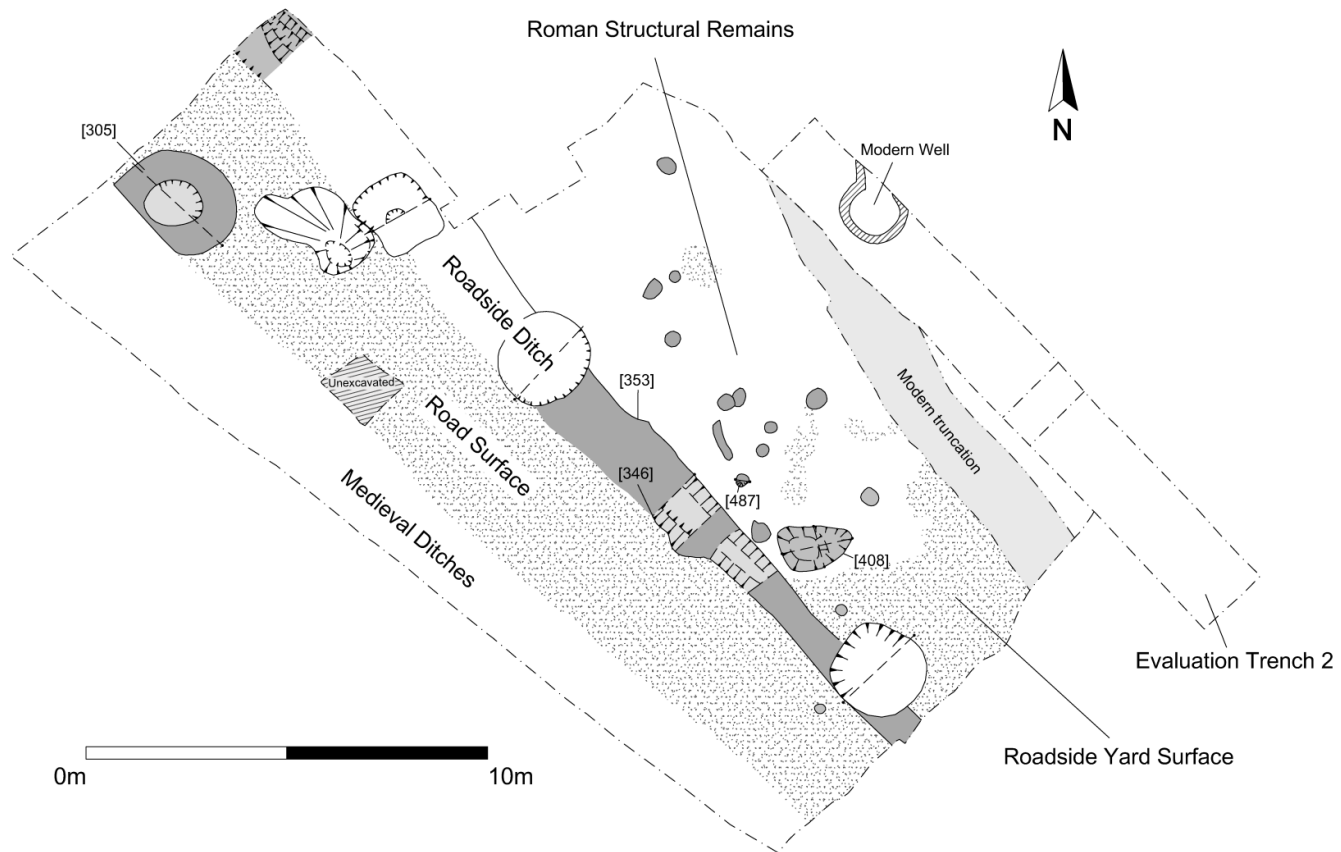 Roman Structural Remains
[305]
N
Modern Well
Roadside Ditch
Unexcavated
[353]
Road Surface
Modern truncation
[346]
[487]
Medieval Ditches
[408]
Evaluation Trench 2
Roadside Yard Surface
0m
10m